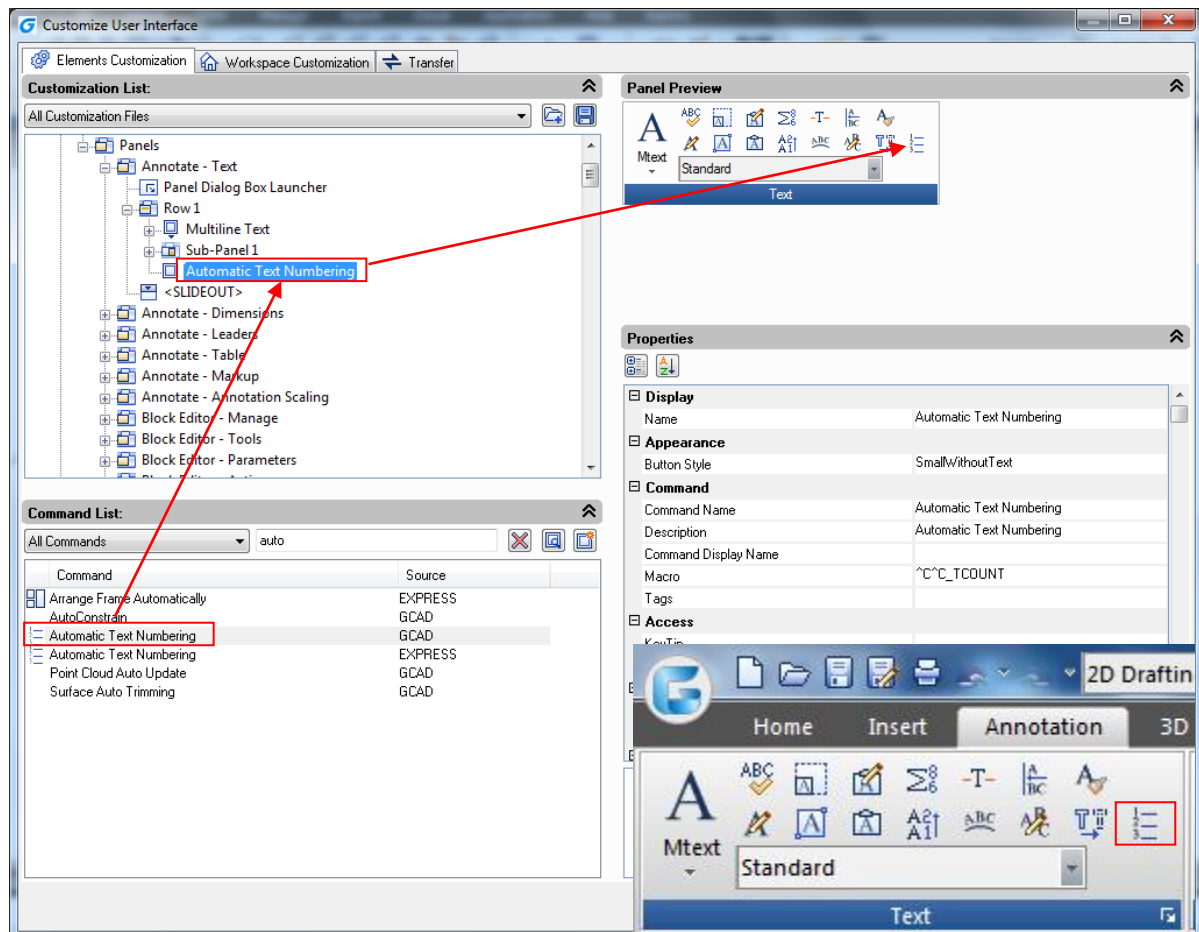 Customize User Interface
Elements Customization Workspace Customization Transfer
Customization List:
All Customization Files
Panels
Annotate - Text
Panel Dialog Box Launcher
Row 1
Multiline Text
Sub-Panel 1
Automatic Text Numbering
<SLIDEOUT>
Annotate - Dimensions
Annotate - Leaders
Annotate - Table
Annotate - Markup
Annotate - Annotation Scaling
Block Editor - Manage
Block Editor - Tools
Block Editor - Parameters
Command List:
All Commands auto
Command Source
Arrange Frame Automatically EXPRESS
AutoConstrain GCAD
Automatic Text Numbering GCAD
Automatic Text Numbering EXPRESS
Point Cloud Auto Update GCAD
Surface Auto Trimming GCAD
Panel Preview
Mtext
Standard
Text
Properties
Display
Name Automatic Text Numbering
Appearance
Button Style SmallWithoutText
Command
Command Name Automatic Text Numbering
Description Automatic Text Numbering
Command Display Name
Macro ^C^C_TCOUNT
Tags
Access
KeyTip
2D Draftin
Home Insert Annotation 3D
Mtext
Standard
Text